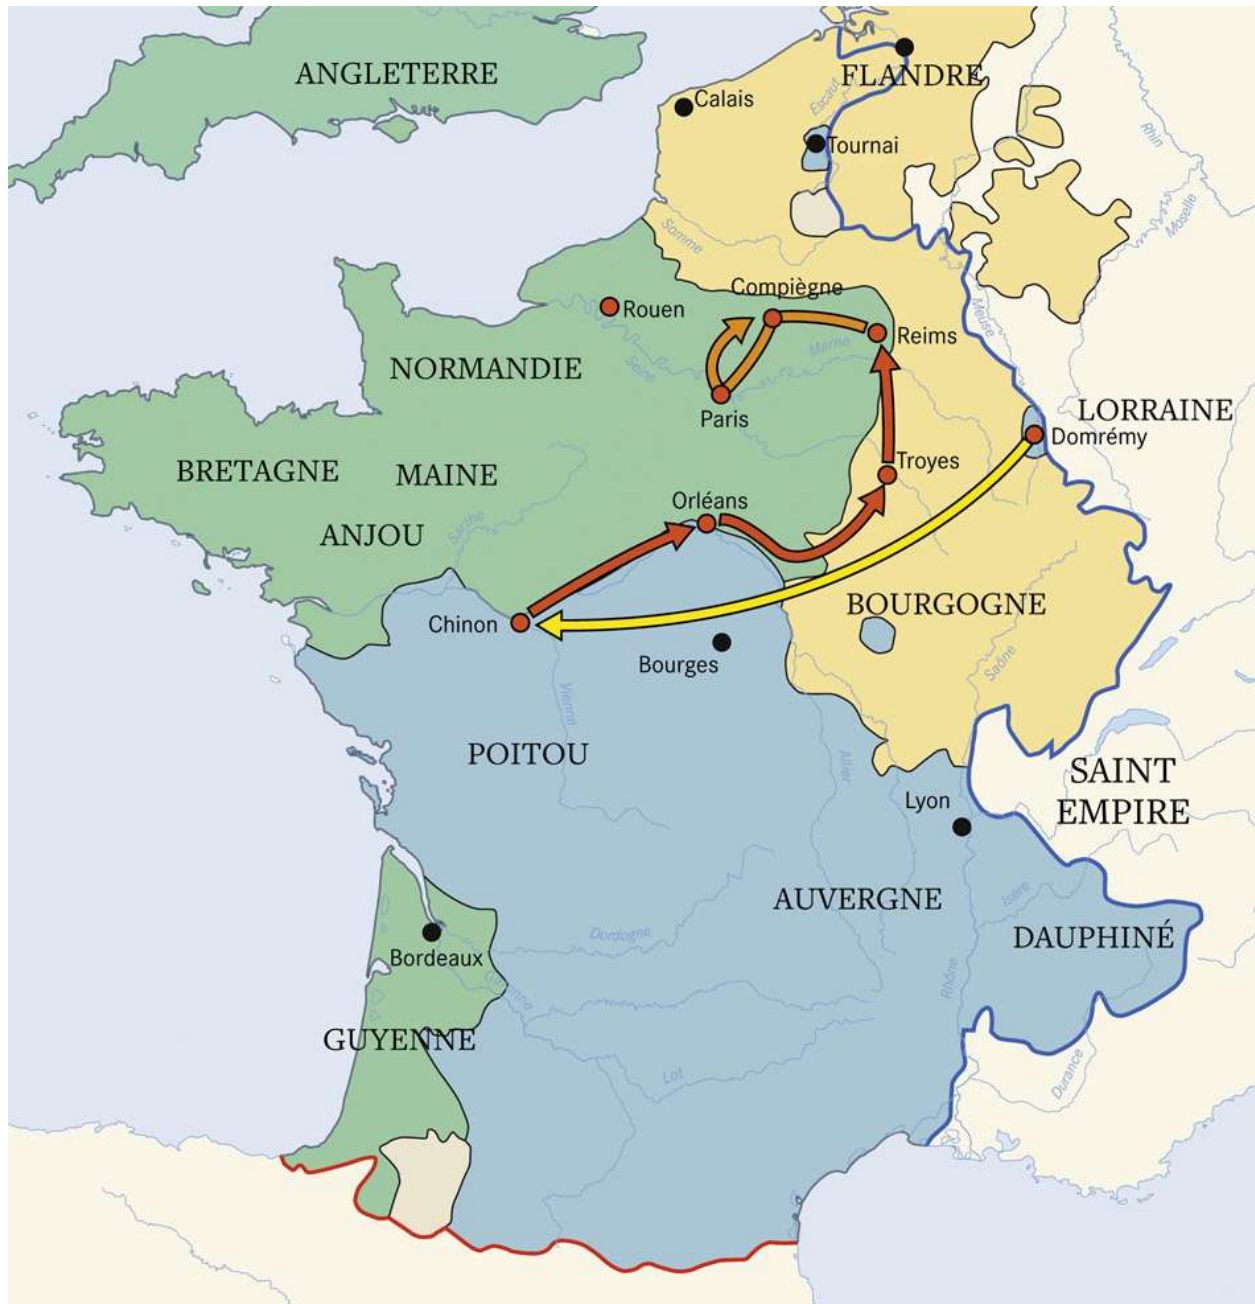 ANGLETERRE
FLANDRE
Calais
Escaut
Tournai
Rhin
Moselle
Somme
Compiègne
Meuse
Rouen
Reims
Marne
Seine
NORMANDIE
Paris
LORRAINE
Domrémy
BRETAGNE
MAINE
Troyes
Orléans
ANJOU
Sarthe
BOURGOGNE
Chinon
Bourges
Saône
Vienne
POITOU
Allier
SAINT
EMPIRE
Lyon
AUVERGNE
Isère
DAUPHINÉ
Dordogne
Bordeaux
Garonne
Rhône
GUYENNE
Lot
Durance